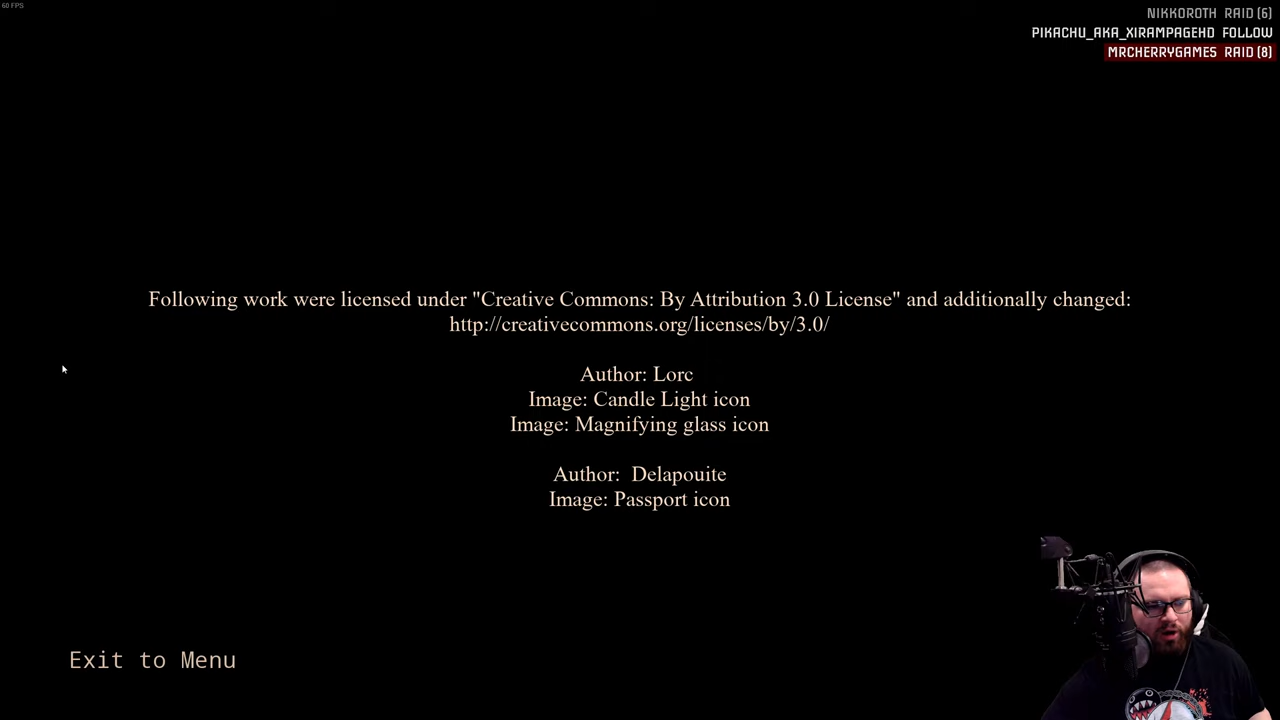 60 FPS
NIKKOROTH RAID (6)
PIKACHU_AKA_XIRAMPAGEHD FOLLOW
MRCHERRYGAMES RAID (8)
Following work were licensed under "Creative Commons: By Attribution 3.0 License" and additionally changed:
http://creativecommons.org/licenses/by/3.0/
Author: Lorc
Image: Candle Light icon
Image: Magnifying glass icon
Author:  Delapouite
Image: Passport icon
Exit to Menu